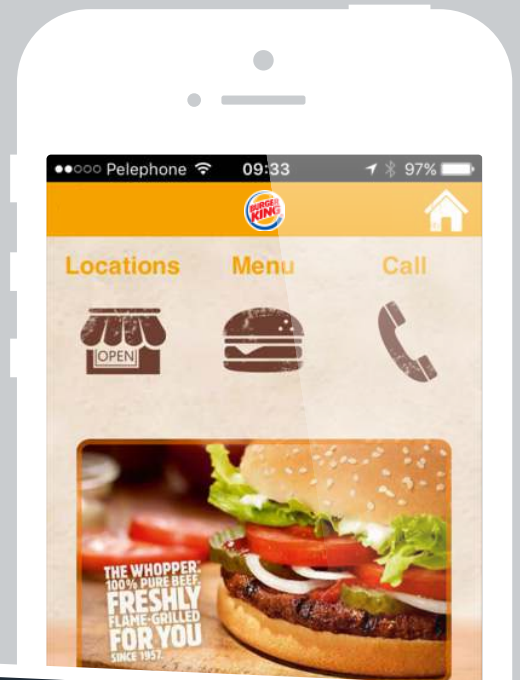 Pelephone 09:33 97%
BURGER
KING
Locations Menu Call
OPEN
THE WHOPPER.
100% PURE BEEF.
FRESHLY
FLAME-GRILLED
FOR YOU
SINCE 1957.